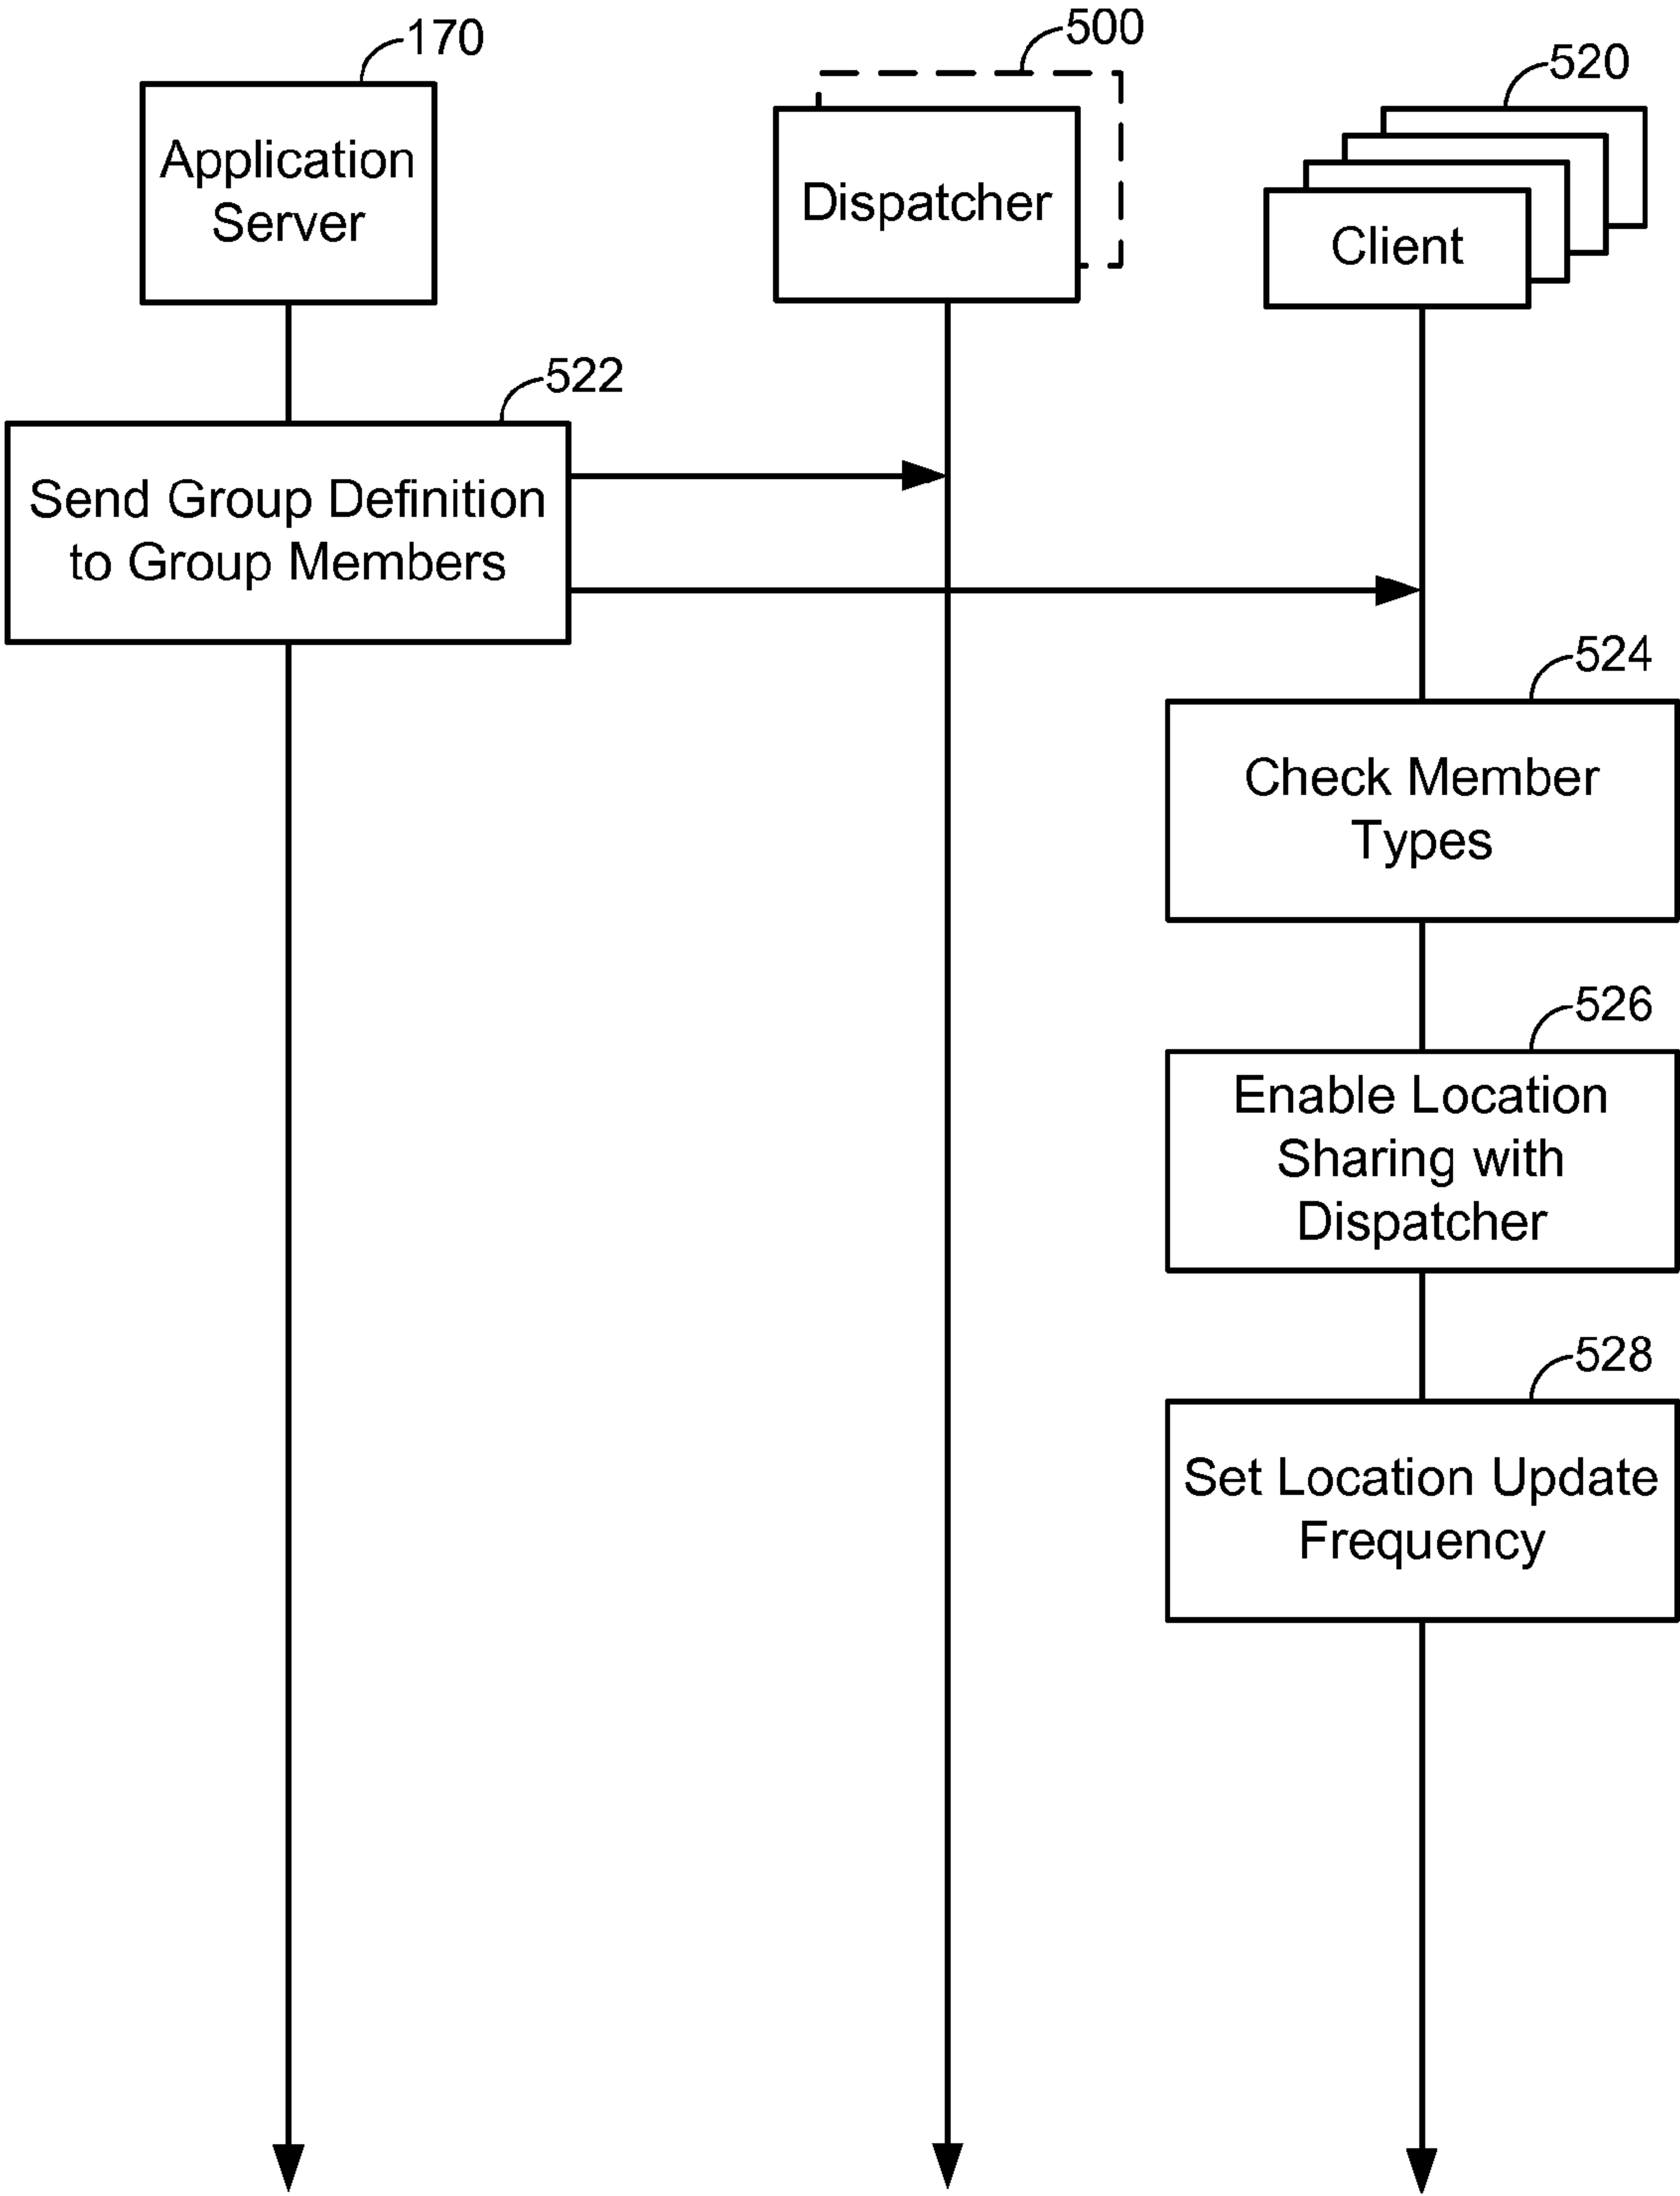 170
500
520
Application
Server
Dispatcher
Client
522
Send Group Definition
to Group Members
524
Check Member
Types
526
Enable Location
Sharing with
Dispatcher
528
Set Location Update
Frequency